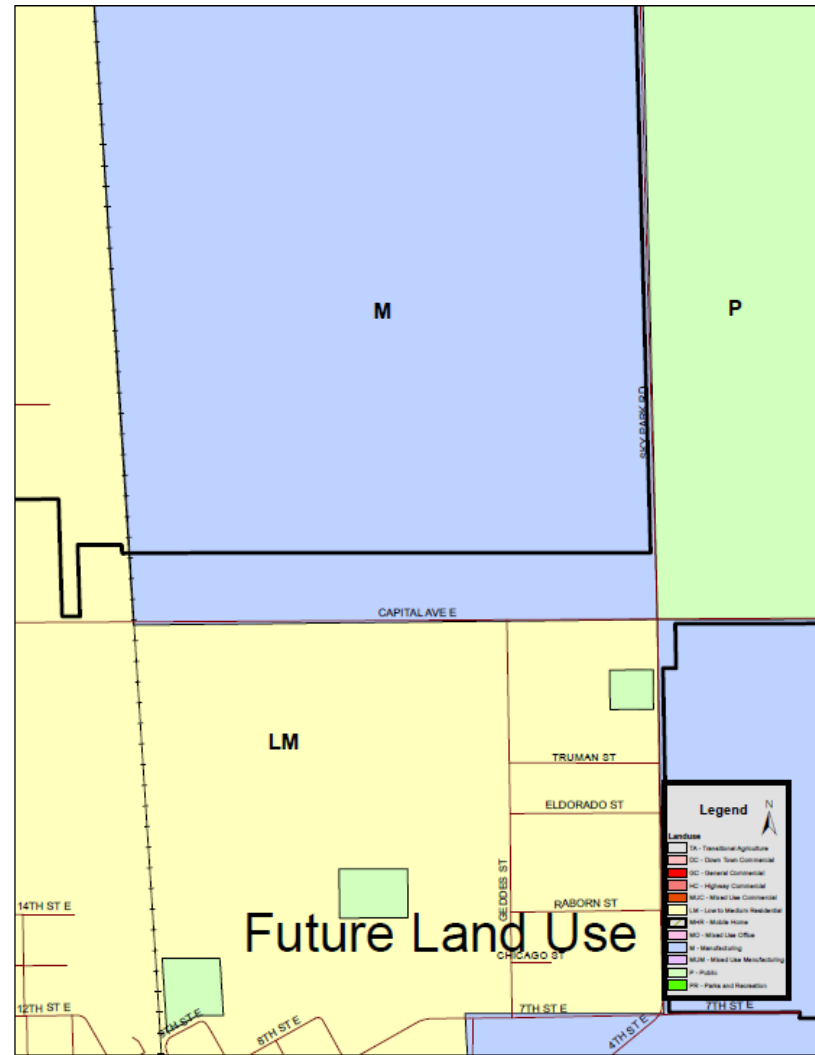 M
P
SKY PARK RD
CAPITAL AVE E
LM
TRUMAN ST
ELDORADO ST
GEDDES ST
RABORN ST
14TH ST E
Future Land Use
CHICAGO ST
12TH ST E
8TH ST E
7TH ST E
4TH ST E
7TH ST E
Legend
N
Landuse
TA - Transitional Agriculture
DC - Down Town Commercial
GC - General Commercial
HC - Highway Commercial
MUC - Mixed Use Commercial
LM - Low to Medium Residential
MHR - Mobile Home
MO - Mixed Use Office
M - Manufacturing
MUM - Mixed Use Manufacturing
P - Public
PR - Parks and Recreation